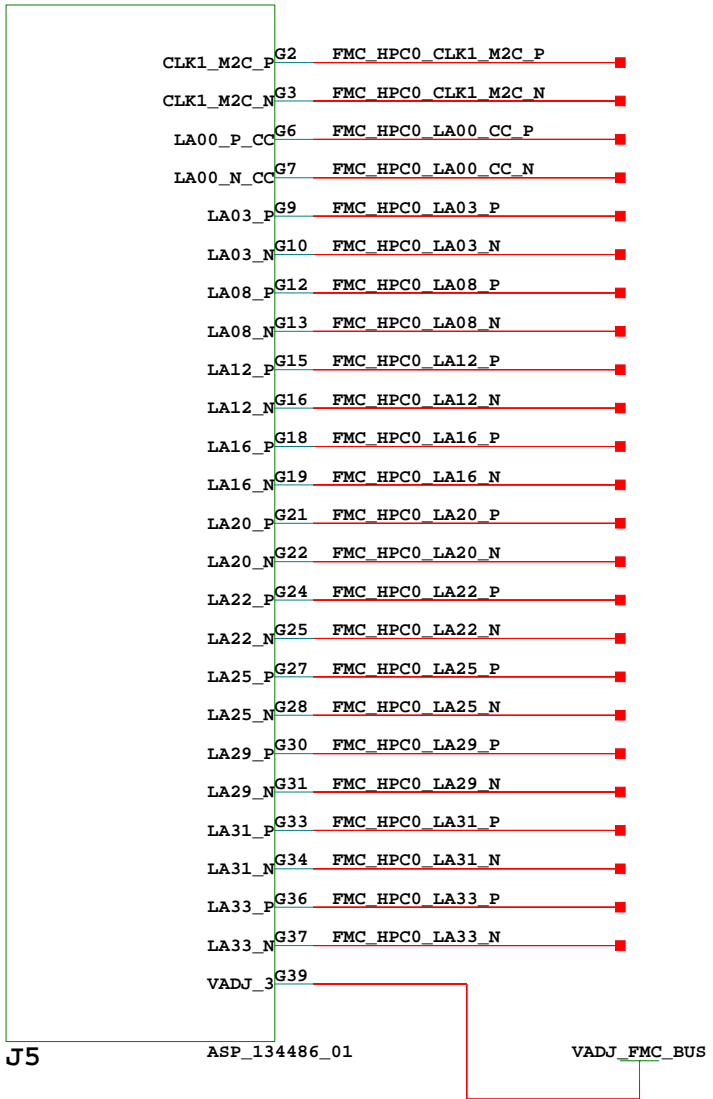 CLK1_M2C_P G2 FMC_HPC0_CLK1_M2C_P
CLK1_M2C_N G3 FMC_HPC0_CLK1_M2C_N
LA00_P_CC G6 FMC_HPC0_LA00_CC_P
LA00_N_CC G7 FMC_HPC0_LA00_CC_N
LA03_P G9 FMC_HPC0_LA03_P
LA03_N G10 FMC_HPC0_LA03_N
LA08_P G12 FMC_HPC0_LA08_P
LA08_N G13 FMC_HPC0_LA08_N
LA12_P G15 FMC_HPC0_LA12_P
LA12_N G16 FMC_HPC0_LA12_N
LA16_P G18 FMC_HPC0_LA16_P
LA16_N G19 FMC_HPC0_LA16_N
LA20_P G21 FMC_HPC0_LA20_P
LA20_N G22 FMC_HPC0_LA20_N
LA22_P G24 FMC_HPC0_LA22_P
LA22_N G25 FMC_HPC0_LA22_N
LA25_P G27 FMC_HPC0_LA25_P
LA25_N G28 FMC_HPC0_LA25_N
LA29_P G30 FMC_HPC0_LA29_P
LA29_N G31 FMC_HPC0_LA29_N
LA31_P G33 FMC_HPC0_LA31_P
LA31_N G34 FMC_HPC0_LA31_N
LA33_P G36 FMC_HPC0_LA33_P
LA33_N G37 FMC_HPC0_LA33_N
VADJ_3 G39
J5 ASP_134486_01 VADJ_FMC_BUS